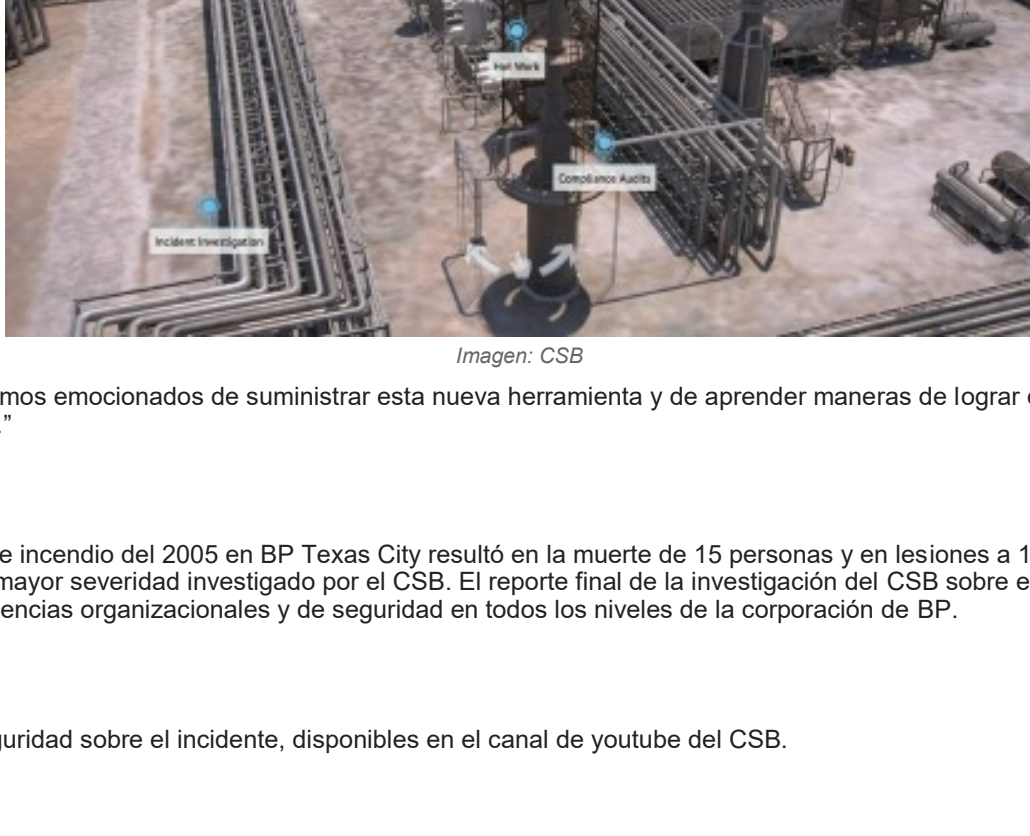 Hot Work
Compliance Audits
Incident Investigation
Imagen: CSB
mos emocionados de suministrar esta nueva herramienta y de aprender maneras de lograr
.”
e incendio del 2005 en BP Texas City resultó en la muerte de 15 personas y en lesiones a 1
mayor severidad investigado por el CSB. El reporte final de la investigación del CSB sobre e
encias organizacionales y de seguridad en todos los niveles de la corporación de BP.
guridad sobre el incidente, disponibles en el canal de youtube del CSB.